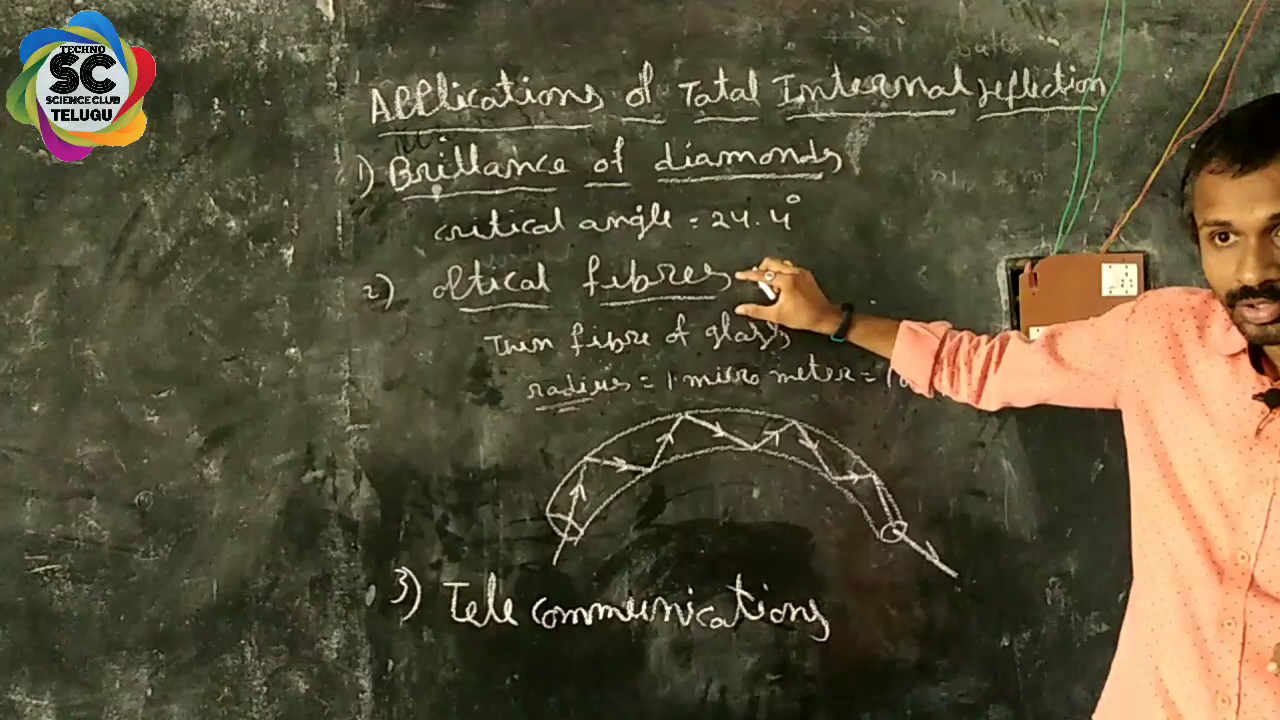 TECHNO
SC
SCIENCE CLUB
TELUGU
Applications of Total Internal reflection
1) Brillance of diamonds
critical angle = 24.4°
2) optical fibres
Thin fibre of glass
radius = 1 micro meter =
3) Tele communications